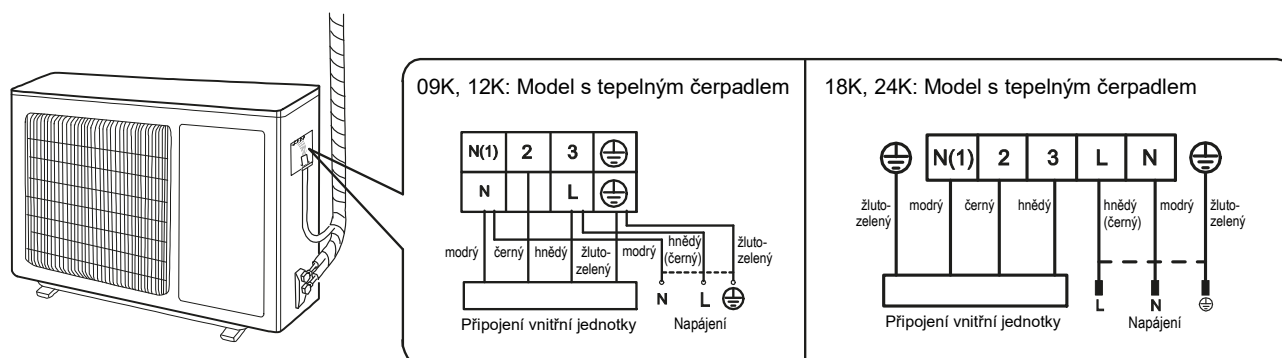 09K, 12K: Model s tepelným čerpadlem
N(1) 2 3
N L
modrý černý hnědý žluto-
zelený
modrý hnědý
(černý)
žluto-
zelený
N L
Připojení vnitřní jednotky Napájení
18K, 24K: Model s tepelným čerpadlem
N(1) 2 3 L N
žluto-
zelený
modrý černý hnědý hnědý
(černý)
modrý žluto-
zelený
L N
Připojení vnitřní jednotky Napájení